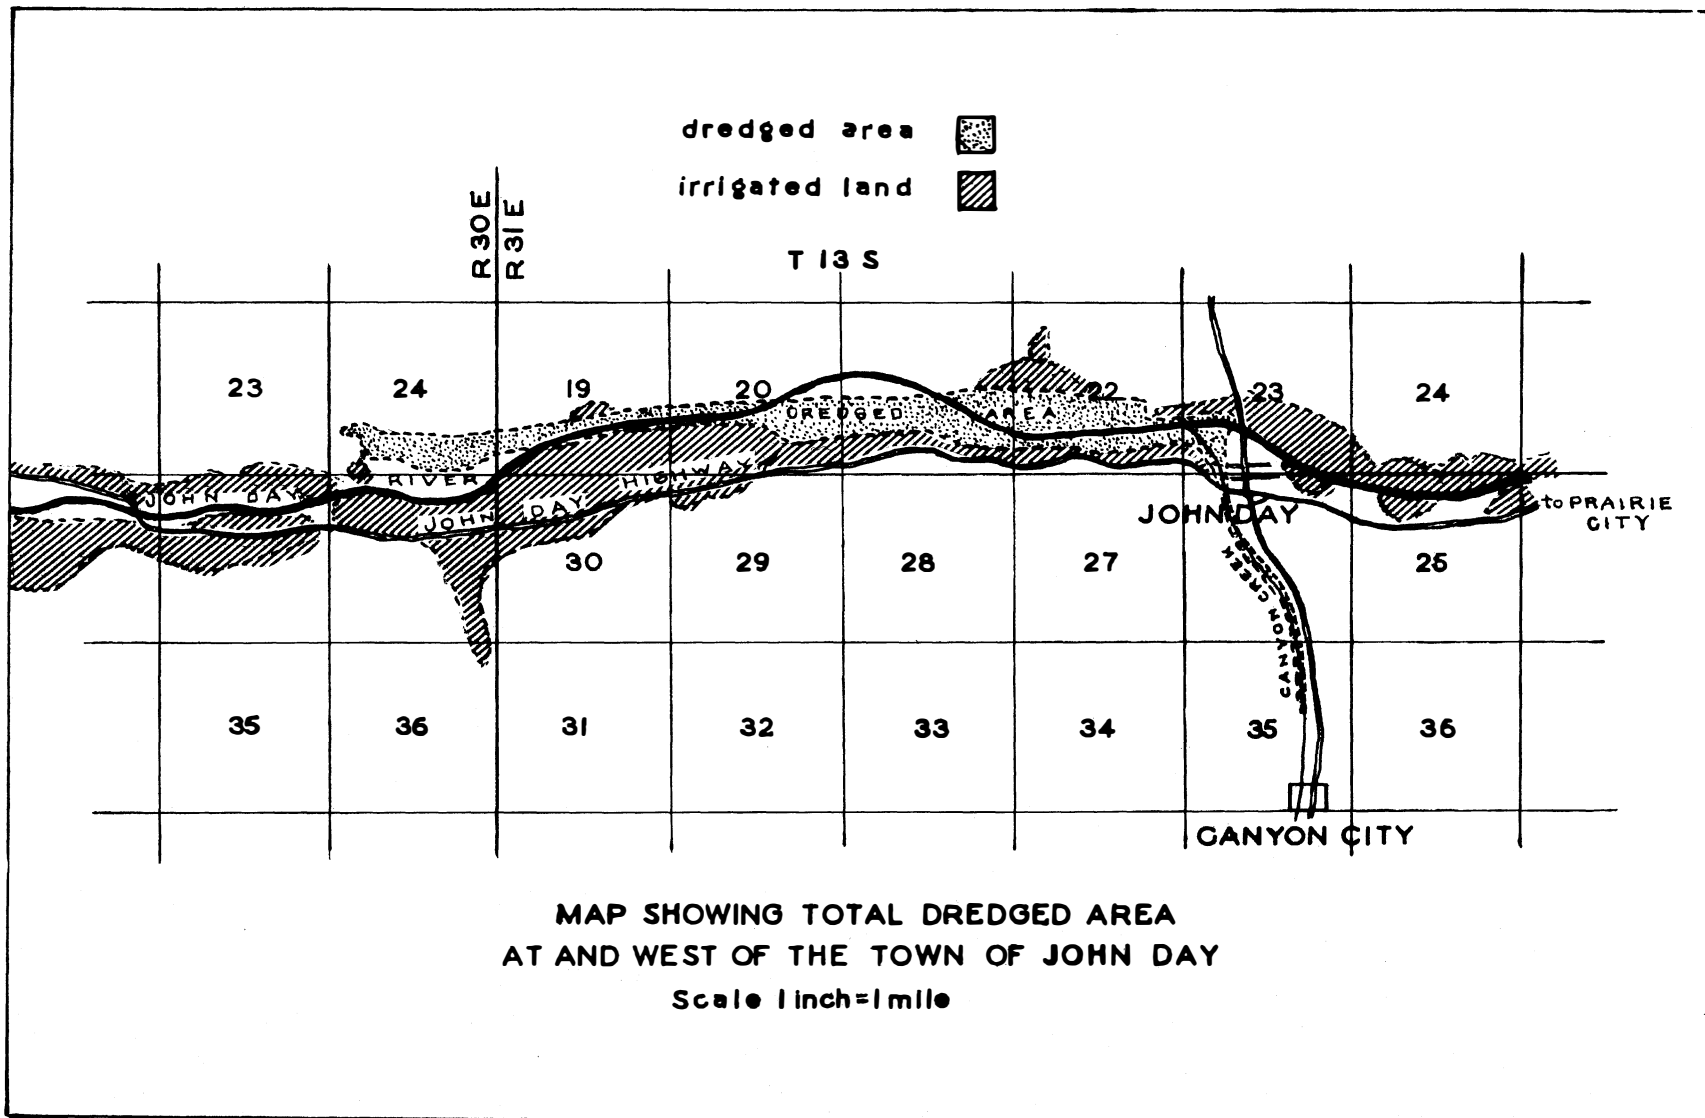 dredged area
irrigated land
R 30 E
R 31 E
T 13 S
23 24 19 20 21 22 23 24
DREDGED AREA
JOHN DAY RIVER
JOHN DAY HIGHWAY
JOHN DAY
to PRAIRIE
CITY
30 29 28 27 25
CANYON CREEK
35 36 31 32 33 34 35 36
CANYON CITY
MAP SHOWING TOTAL DREDGED AREA
AT AND WEST OF THE TOWN OF JOHN DAY
Scale 1 inch=1 mile